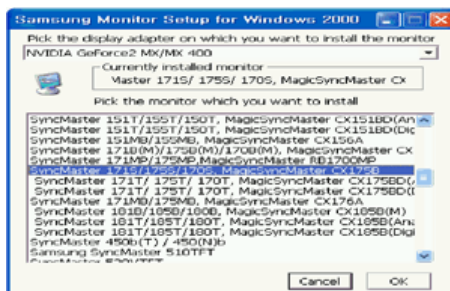 Samsung Monitor Setup for Windows 2000
Pick the display adapter on which you want to install the monitor
NVIDIA GeForce2 MX/MX 400
Currently installed monitor
Master 171S/ 175S/ 170S, MagicSyncMaster CX
Pick the monitor which you want to install
SyncMaster 151T/155T/150T, MagicSyncMaster CX151BD(Ana
SyncMaster 151T/155T/150T, MagicSyncMaster CX151BD(Dig
SyncMaster 151MB/155MB, MagicSyncMaster CX156A
SyncMaster 171B(M)/175B(M)/170B(M), MagicSyncMaster CX
SyncMaster 171MP/175MP,MagicSyncMaster RB1700MP
SyncMaster 171S/175S/170S, MagicSyncMaster CX175B
SyncMaster 171T/ 175T/ 170T, MagicSyncMaster CX175BD(A
SyncMaster 171T/ 175T/ 170T, MagicSyncMaster CX175BD(D
SyncMaster 171MB/175MB, MagicSyncMaster CX176A
SyncMaster 181B/185B/180B, MagicSyncMaster CX185B(M)
SyncMaster 181T/185T/180T, MagicSyncMaster CX185BD(Ana
SyncMaster 181T/185T/180T, MagicSyncMaster CX185B(Digi
SyncMaster 450b(T) / 450(N)b
Samsung SyncMaster 510TFT
Cancel OK